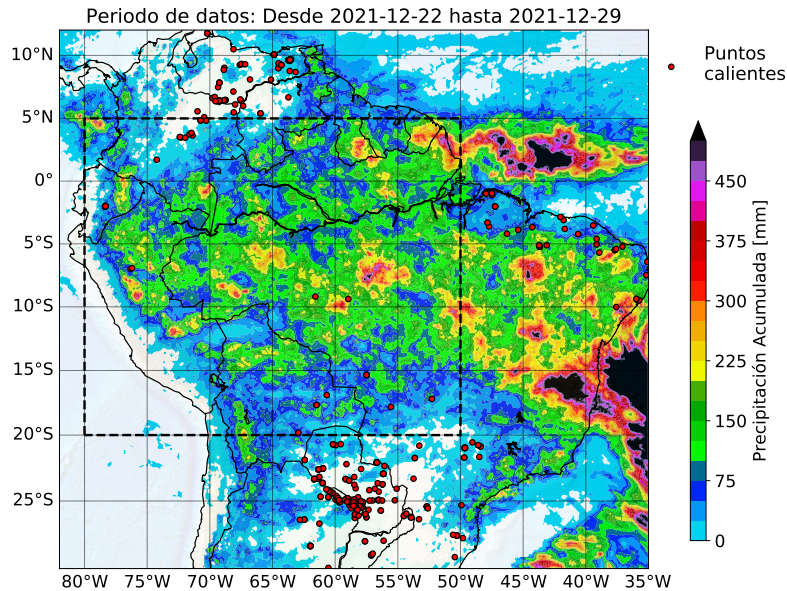 Periodo de datos: Desde 2021-12-22 hasta 2021-12-29
10°N
5°N
0°
5°S
10°S
15°S
20°S
25°S
80°W
75°W
70°W
65°W
60°W
55°W
50°W
45°W
40°W
35°W
Puntos
calientes
450
375
300
225
150
75
0
Precipitación Acumulada [mm]